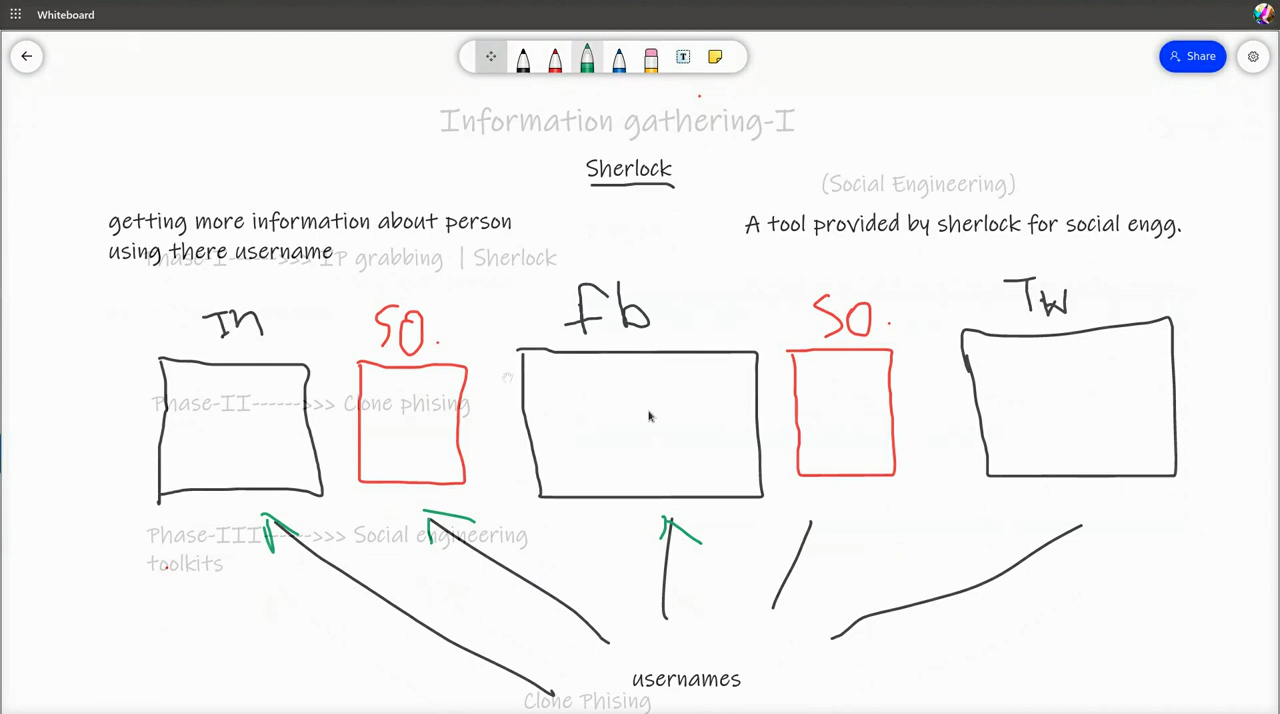 Whiteboard
Share
Information gathering-I
Sherlock
(Social Engineering)
getting more information about person
using there username
A tool provided by sherlock for social engg.
Phase-I------>>> IP grabbing | Sherlock
In
SO.
fb
SO.
Tw
Phase-II------>>> Clone phising
Phase-III------>>> Social engineering
toolkits
usernames
Clone Phising